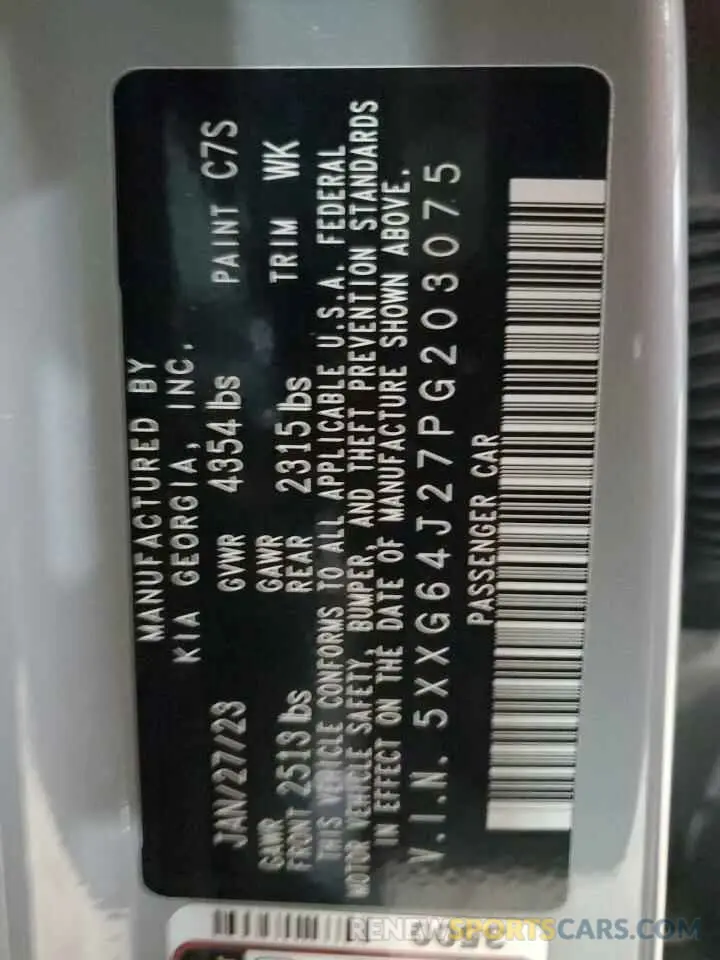 MANUFACTURED BY
KIA GEORGIA, INC.
JAN/27/23 GVWR 4354 lbs PAINT C7S
GAWR FRONT 2513 lbs GAWR REAR 2315 lbs TRIM WK
THIS VEHICLE CONFORMS TO ALL APPLICABLE U.S.A. FEDERAL
MOTOR VEHICLE SAFETY, BUMPER, AND THEFT PREVENTION STANDARDS
IN EFFECT ON THE DATE OF MANUFACTURE SHOWN ABOVE.
V.I.N. 5XXG64J27PG203075
PASSENGER CAR
RENEWSPORTSCARS.COM